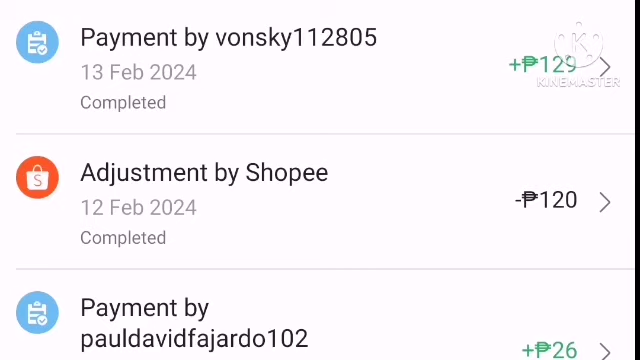 Payment by vonsky112805
+₱129
13 Feb 2024
Completed
K
KINEMASTER
Adjustment by Shopee
-₱120
12 Feb 2024
Completed
S
Payment by
pauldavidfajardo102
+₱26